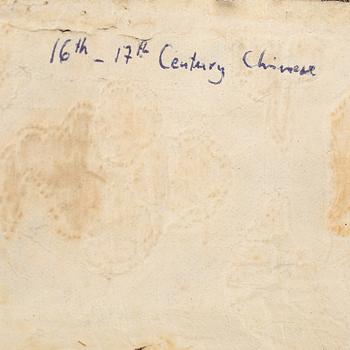 16th - 17th Century Chinese